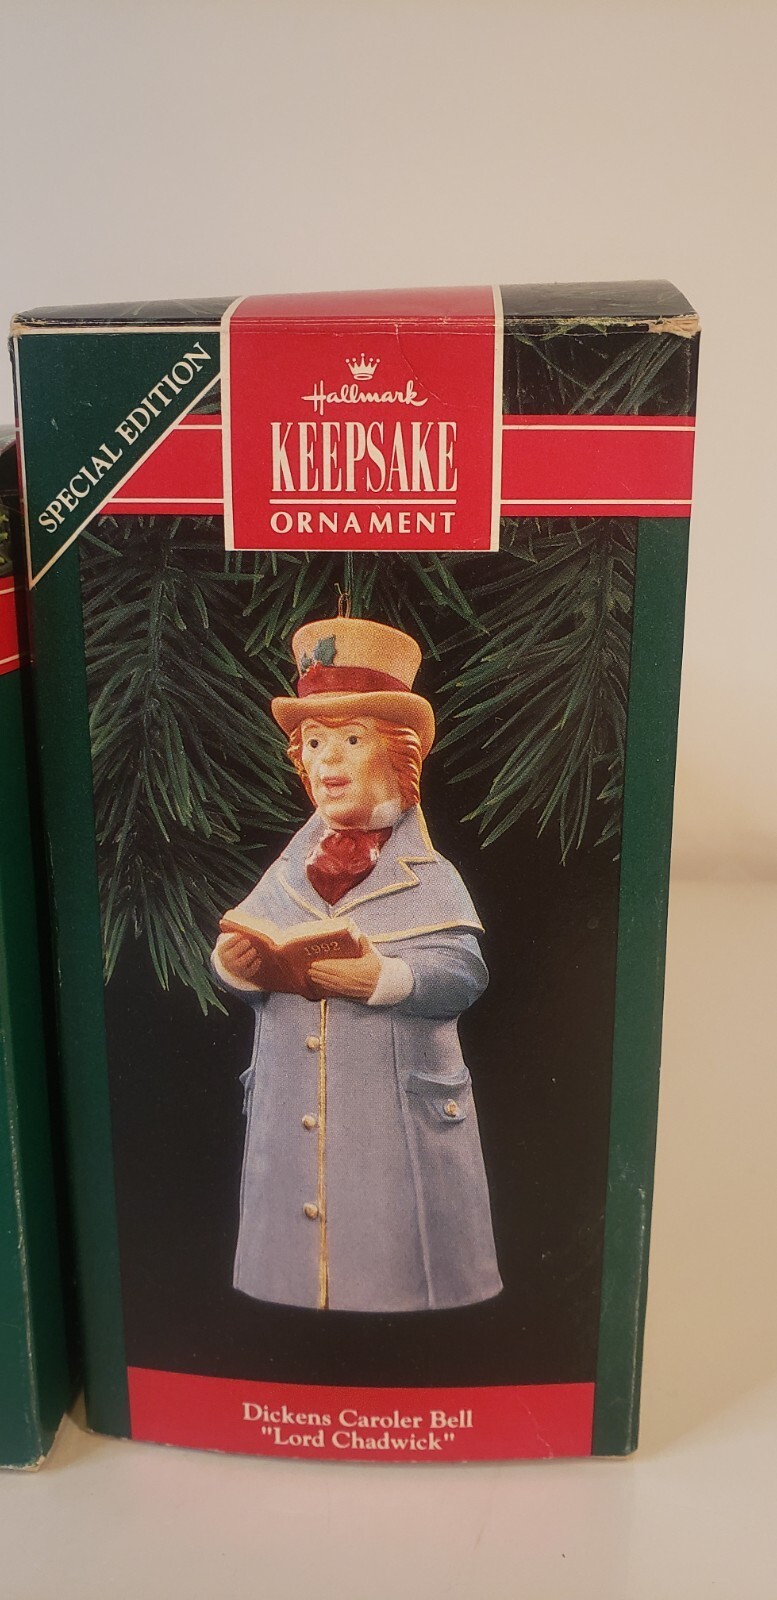 SPECIAL EDITION
Hallmark
KEEPSAKE
ORNAMENT
1992
Dickens Caroler Bell
"Lord Chadwick"